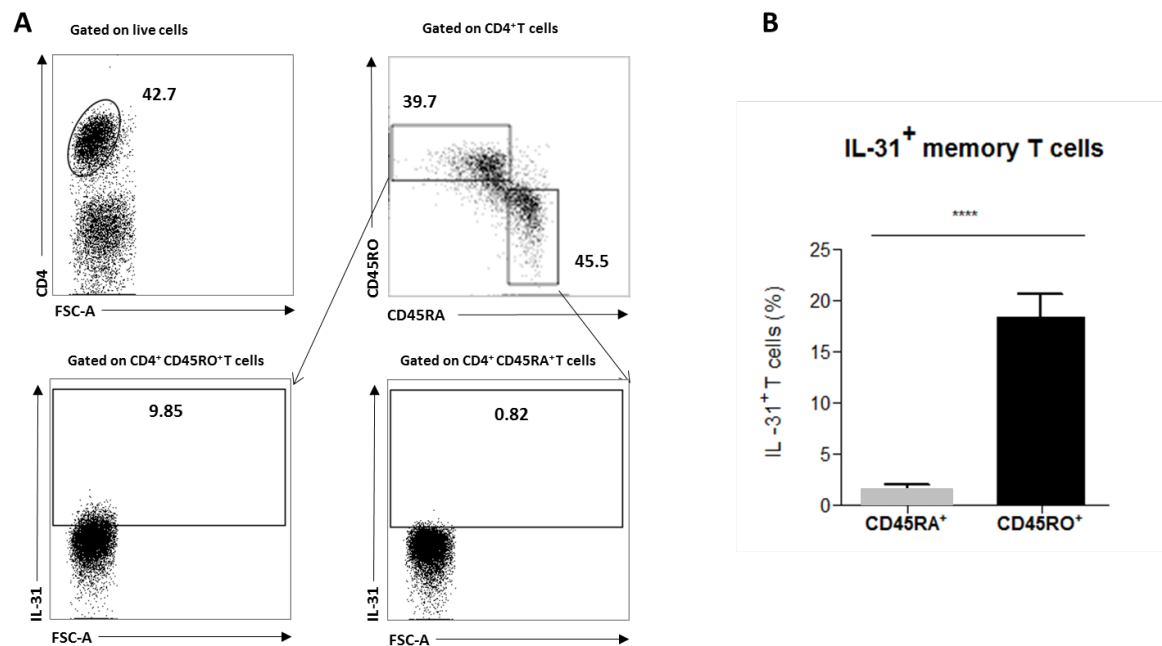 A
Gated on live cells
42.7
CD4
FSC-A
Gated on CD4⁺T cells
39.7
45.5
CD45RO
CD45RA
Gated on CD4⁺ CD45RO⁺T cells
9.85
IL-31
FSC-A
Gated on CD4⁺ CD45RA⁺T cells
0.82
IL-31
FSC-A
B
IL-31⁺ memory T cells
****
25
20
15
10
5
0
IL -31⁺ T cells (%)
CD45RA⁺
CD45RO⁺